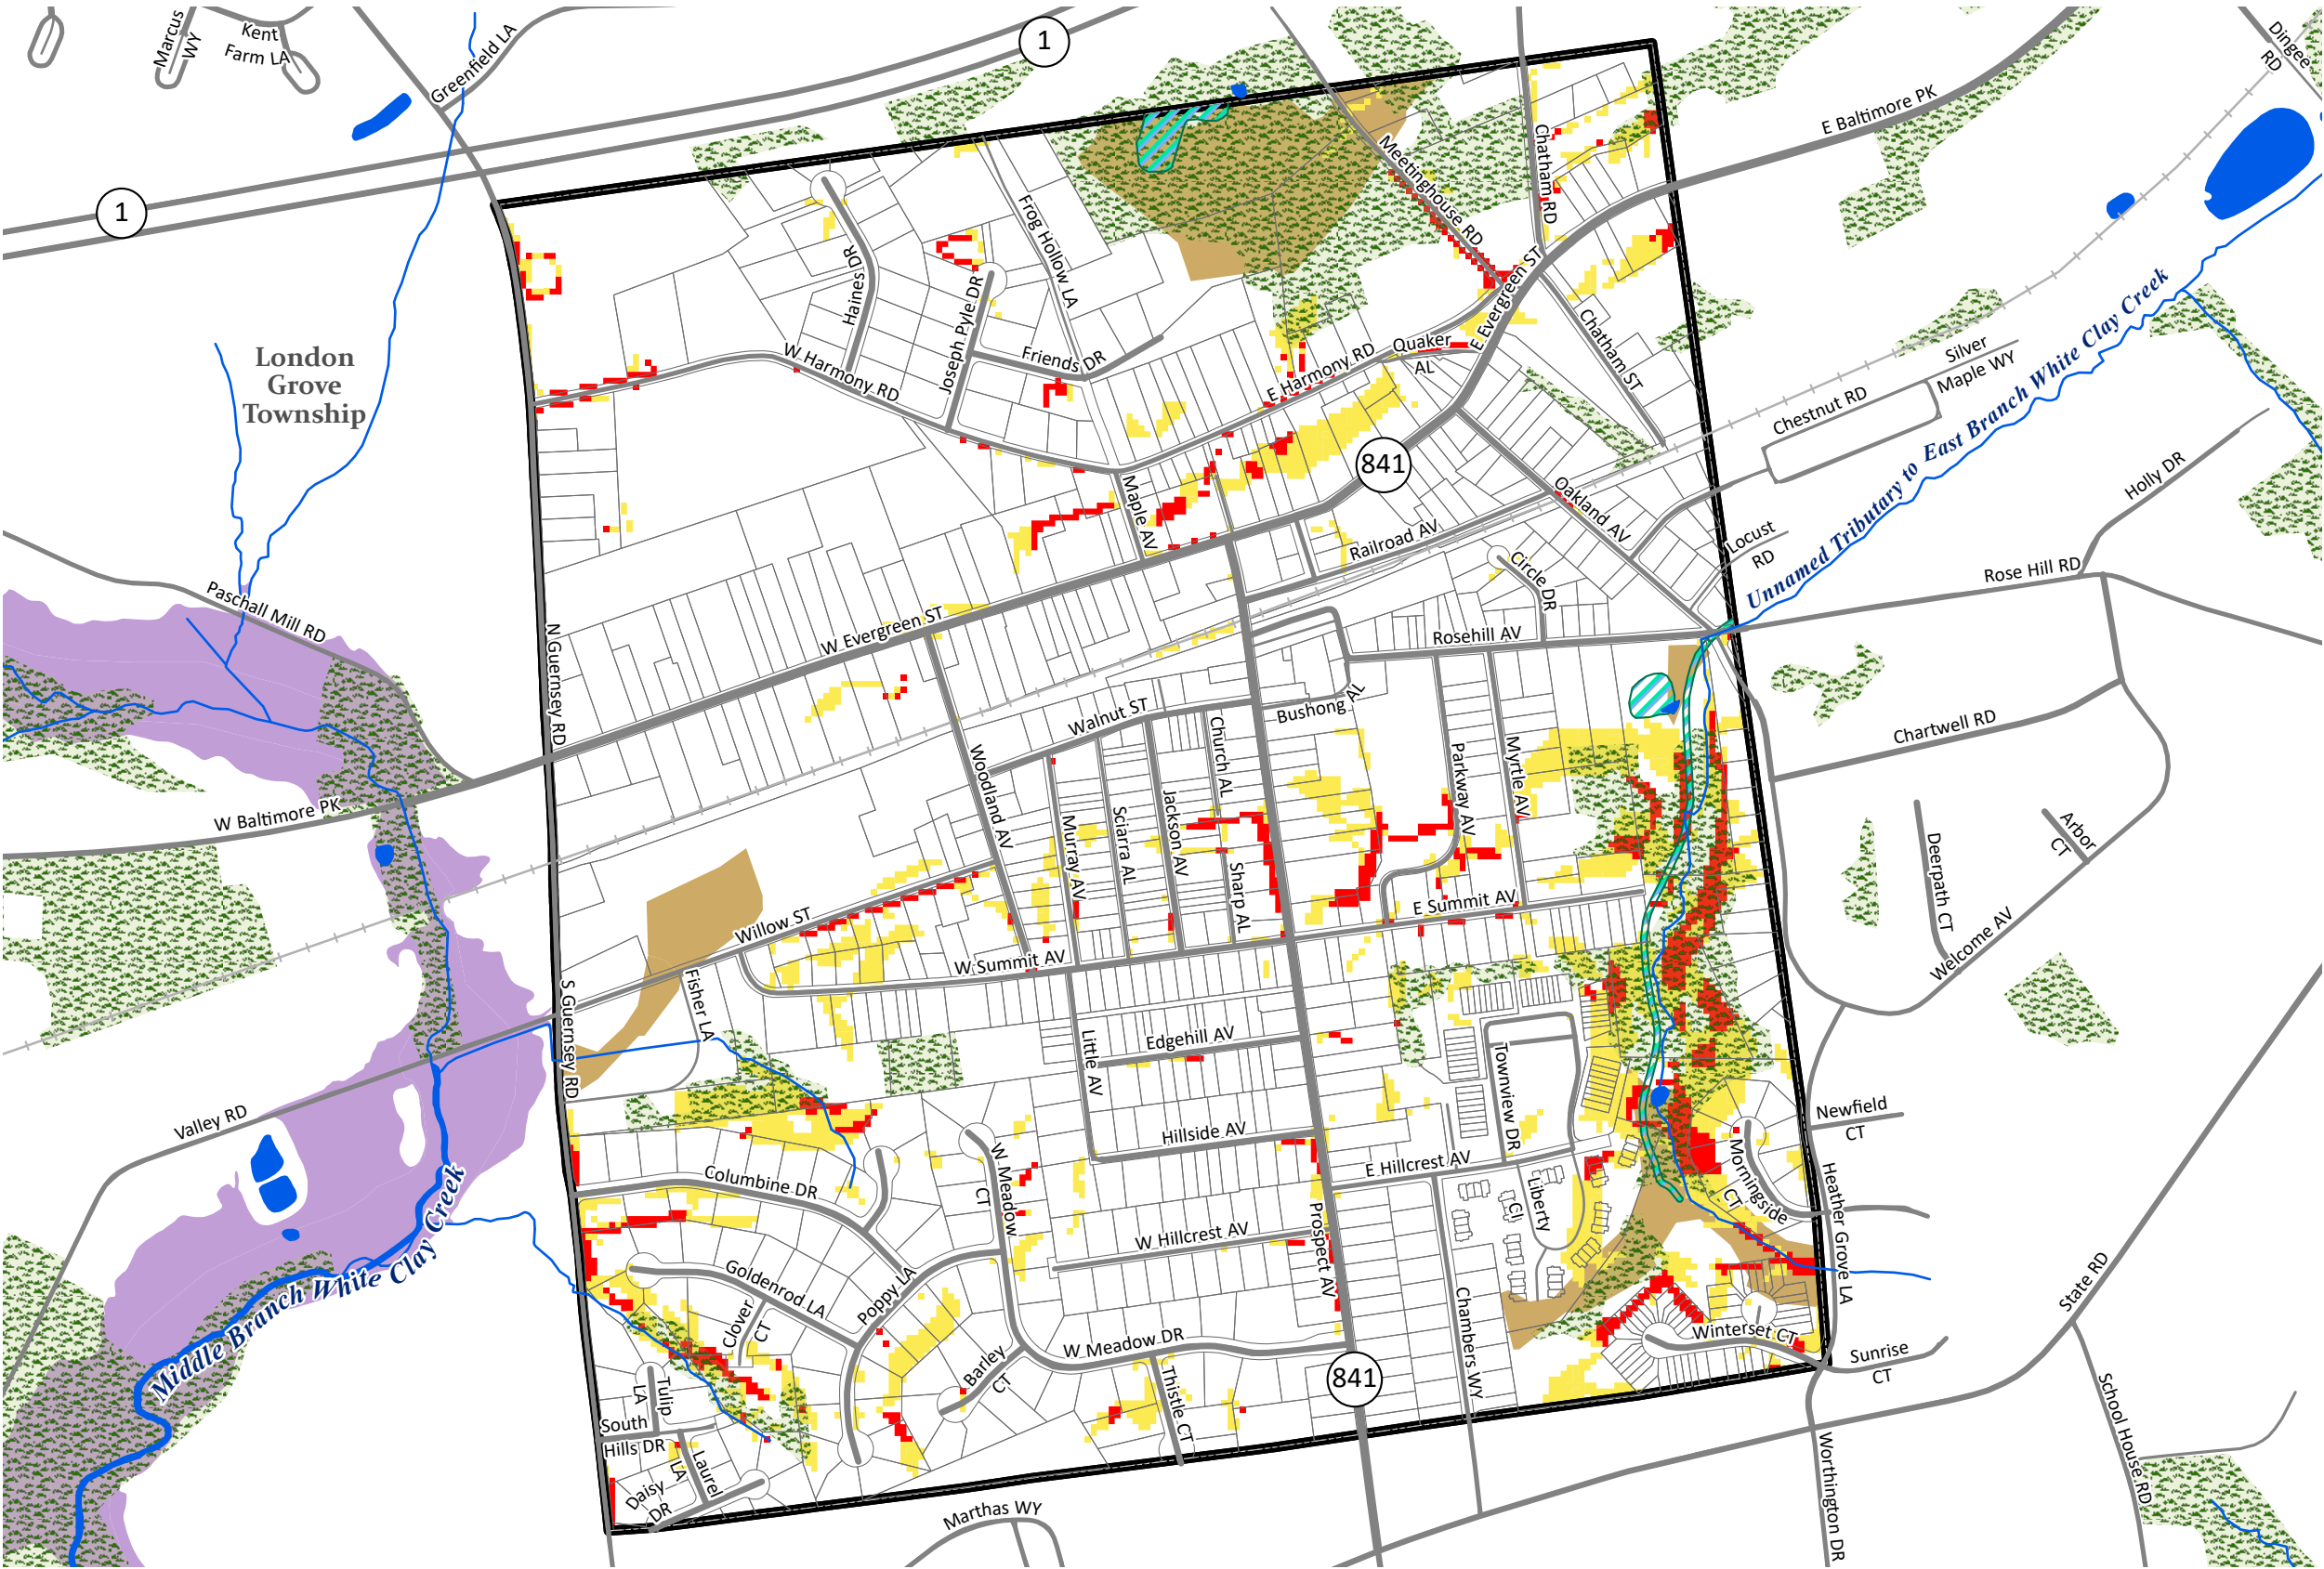 Marcus
WY
Kent
Farm LA
Greenfield LA
1
Dingee
RD
E Baltimore PK
1
Chatham RD
Meetinghouse RD
Frog Hollow LA
Haines DR
Joseph Pyle DR
E Evergreen ST
Unnamed Tributary to East Branch White Clay Creek
London
Grove
Township
W Harmony RD
Friends DR
E Harmony RD
Quaker
AL
Chatham ST
Silver
Maple WY
Chestnut RD
841
Holly DR
Maple AV
Oakland AV
Railroad AV
Locust
RD
Circle DR
Rose Hill RD
Paschall Mill RD
N Guernsey RD
W Evergreen ST
Rosehill AV
Walnut ST
Church AL
Bushong AL
Chartwell RD
W Baltimore PK
Woodland AV
Murray AV
Sciarra AL
Jackson AV
Sharp AL
Parkway AV
Myrtle AV
Arbor
CT
Deerpath CT
Willow ST
E Summit AV
Welcome AV
W Summit AV
S Guernsey RD
Fisher LA
Little AV
Edgehill AV
Townview DR
Valley RD
Hillside AV
Newfield
CT
Morningside
CT
Columbine DR
W Meadow
CT
E Hillcrest AV
Liberty
CI
Heather Grove LA
Middle Branch White Clay Creek
W Hillcrest AV
Prospect AV
Goldenrod LA
Poppy LA
Clover
CT
Chambers WY
State RD
W Meadow DR
Winterset CT
Sunrise
CT
Barley
CT
Tulip
LA
Thistle CT
841
School House RD
South
Hills DR
Laurel
LA
Daisy
DR
Marthas WY
Worthington DR